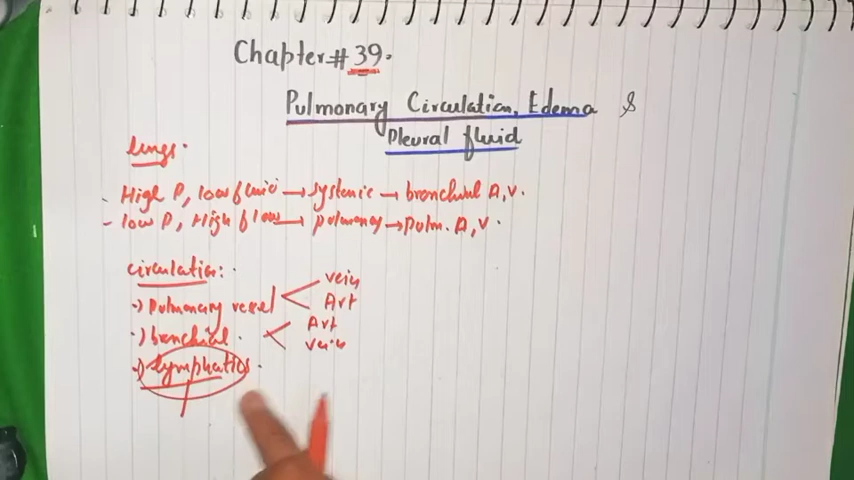 Chapter# 39.
Pulmonary Circulation, Edema &
Pleural fluid
lungs.
- High P, low fluid → systemic → bronchial A, V.
- low P, High flow → pulmonary → pulm. A, V.
circulation:.
·) pulmonary vessel < vein
Art
·) bronchial. < Art
vein
·) lymphatics.